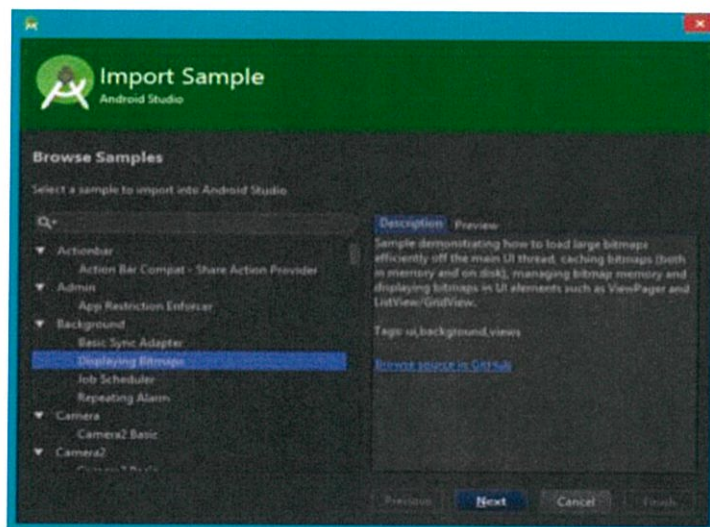 Import Sample
Android Studio
Browse Samples
Select a sample to import into Android Studio
Actionbar
Action Bar Compat - Share Action Provider
Admin
App Restriction Enforcer
Background
Basic Sync Adapter
Displaying Bitmaps
Job Scheduler
Repeating Alarm
Camera
Camera2 Basic
Camera2
Camera2 Basic
Description Preview
Sample demonstrating how to load large bitmaps
efficiently off the main UI thread, caching bitmaps (both
in memory and on disk), managing bitmap memory and
displaying bitmaps in UI elements such as ViewPager and
ListView/GridView.
Tags: ui,background,views
Browse source in GitHub
Previous Next Cancel Finish